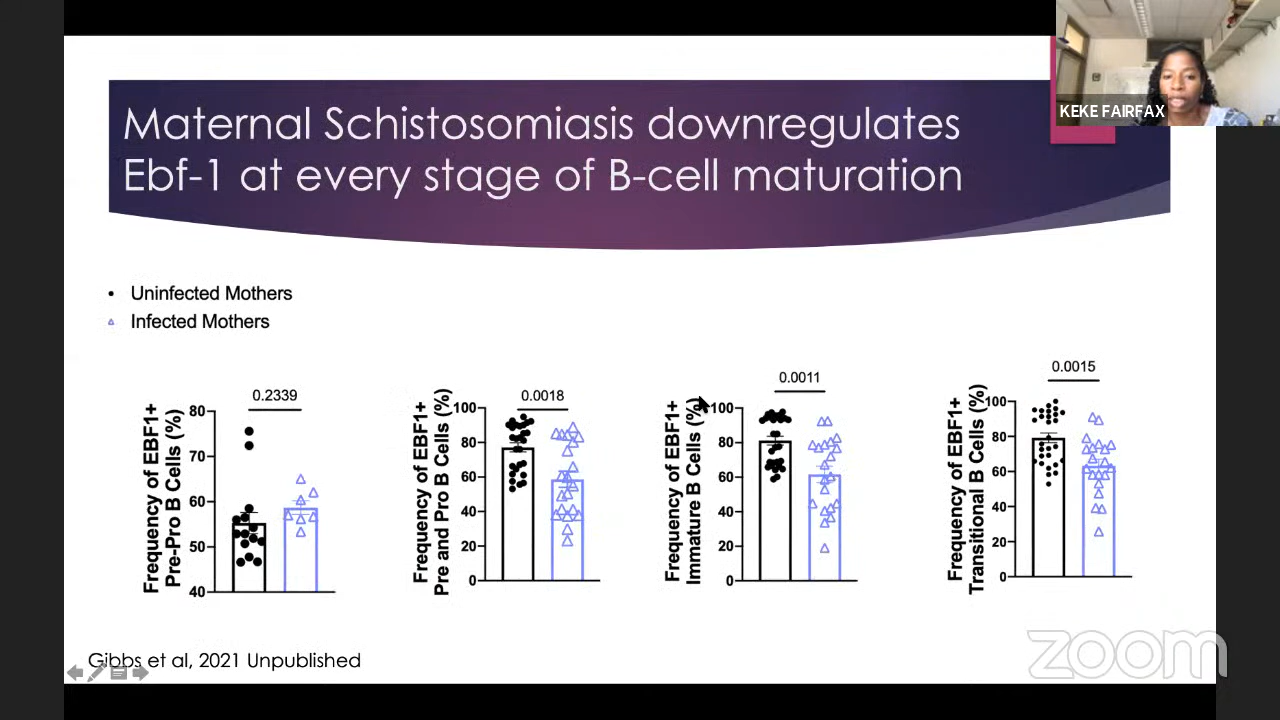 KEKE FAIRFAX
Maternal Schistosomiasis downregulates
Ebf-1 at every stage of B-cell maturation
• Uninfected Mothers
Infected Mothers
0.2339
Frequency of EBF1+
Pre-Pro B Cells (%)
80
70
60
50
40
0.0018
Frequency of EBF1+
Pre and Pro B Cells (%)
100
80
60
40
20
0
0.0011
Frequency of EBF1+
Immature B Cells (%)
100
80
60
40
20
0
0.0015
Frequency of EBF1+
Transitional B Cells (%)
100
80
60
40
20
0
Gibbs et al, 2021 Unpublished
zoom